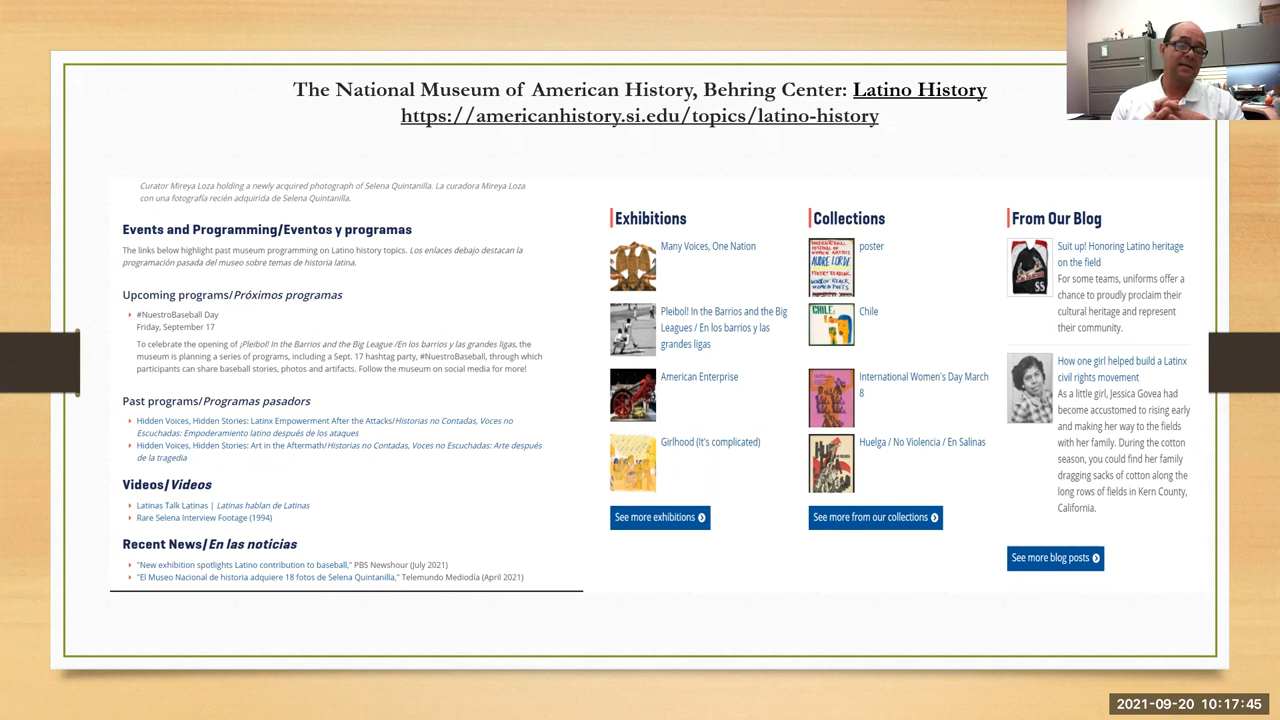 The National Museum of American History, Behring Center: Latino History
https://americanhistory.si.edu/topics/latino-history
Curator Mireya Loza holding a newly acquired photograph of Selena Quintanilla. La curadora Mireya Loza
con una fotografía recién adquirida de Selena Quintanilla.
Events and Programming/Eventos y programas
The links below highlight past museum programming on Latino history topics. Los enlaces debajo destacan la
programación pasada del museo sobre temas de historia latina.
Upcoming programs/Próximos programas
#NuestroBaseball Day
Friday, September 17
To celebrate the opening of ¡Pleibol! In the Barrios and the Big League /En los barrios y las grandes ligas, the
museum is planning a series of programs, including a Sept. 17 hashtag party, #NuestroBaseball, through which
participants can share baseball stories, photos and artifacts. Follow the museum on social media for more!
Past programs/Programas pasadors
Hidden Voices, Hidden Stories: Latinx Empowerment After the Attacks/Historias no Contadas, Voces no
Escuchadas: Empoderamiento latino después de los ataques
Hidden Voices, Hidden Stories: Art in the Aftermath/Historias no Contadas, Voces no Escuchadas: Arte después
de la tragedia
Videos/Videos
Latinas Talk Latinas | Latinas hablan de Latinas
Rare Selena Interview Footage (1994)
Recent News/En las noticias
"New exhibition spotlights Latino contribution to baseball," PBS Newshour (July 2021)
"El Museo Nacional de historia adquiere 18 fotos de Selena Quintanilla," Telemundo Mediodía (April 2021)
Exhibitions
Many Voices, One Nation
Pleibol! In the Barrios and the Big
Leagues / En los barrios y las
grandes ligas
American Enterprise
Girlhood (It's complicated)
See more exhibitions
Collections
poster
AUDRE LORDE
Chile
CHILE
International Women's Day March
8
Huelga / No Violencia / En Salinas
See more from our collections
From Our Blog
Suit up! Honoring Latino heritage
on the field
For some teams, uniforms offer a
chance to proudly proclaim their
cultural heritage and represent
their community.
How one girl helped build a Latinx
civil rights movement
As a little girl, Jessica Govea had
become accustomed to rising early
and making her way to the fields
with her family. During the cotton
season, you could find her family
dragging sacks of cotton along the
long rows of fields in Kern County,
California.
See more blog posts
2021-09-20 10:17:45